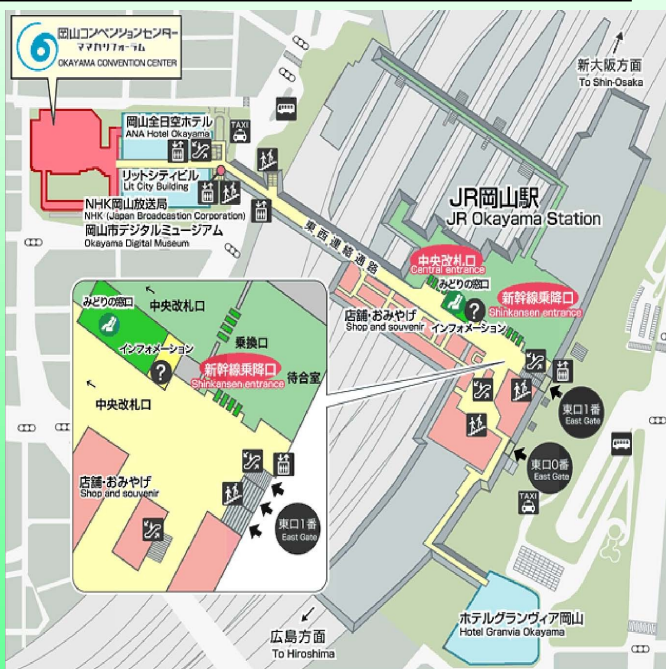 岡山コンベンションセンター
ママカリフォーラム
OKAYAMA CONVENTION CENTER
新大阪方面
To Shin-Osaka
岡山全日空ホテル
ANA Hotel Okayama
TAXI
リットシティビル
Lit City Building
NHK岡山放送局
NHK (Japan Broadcastion Corporation)
岡山市デジタルミュージアム
Okayama Digital Museum
東西連絡通路
JR岡山駅
JR Okayama Station
中央改札口
Central entrance
みどりの窓口
新幹線乗降口
Shinkansen entrance
?
インフォメーション
店舗・おみやげ
Shop and souvenir
東口1番
East Gate
東口0番
East Gate
TAXI
ホテルグランヴィア岡山
Hotel Granvia Okayama
広島方面
To Hiroshima
みどりの窓口
中央改札口
インフォメーション
?
乗換口
新幹線乗降口
Shinkansen entrance
待合室
中央改札口
店舗・おみやげ
Shop and souvenir
東口1番
East Gate